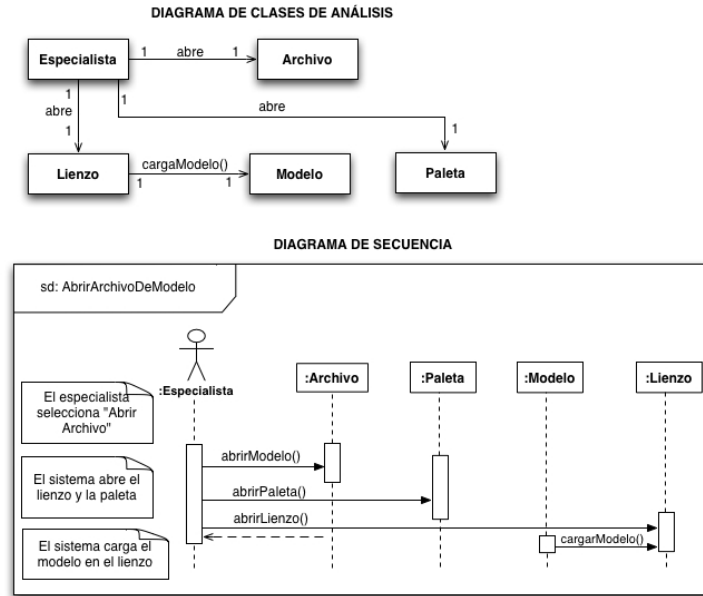 DIAGRAMA DE CLASES DE ANÁLISIS
Especialista
1 abre 1
Archivo
1
abre
1
1
abre
1
Lienzo
cargaModelo()
1 1
Modelo
Paleta
DIAGRAMA DE SECUENCIA
sd: AbrirArchivoDeModelo
:Especialista
:Archivo
:Paleta
:Modelo
:Lienzo
El especialista
selecciona "Abrir
Archivo"
abrirModelo()
El sistema abre el
lienzo y la paleta
abrirPaleta()
abrirLienzo()
El sistema carga el
modelo en el lienzo
cargarModelo()